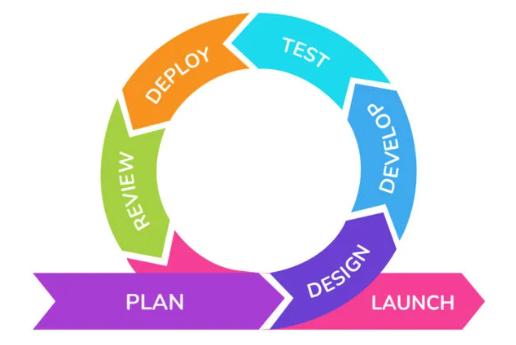 PLAN
DESIGN
DEVELOP
TEST
DEPLOY
REVIEW
LAUNCH